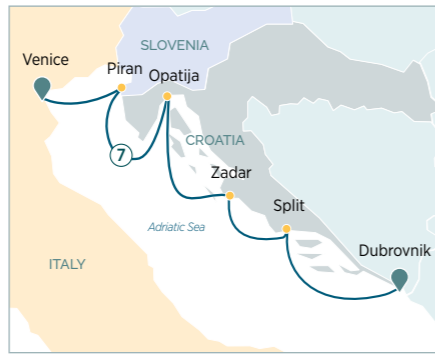 SLOVENIA
Venice
Piran
Opatija
CROATIA
7
Zadar
Split
Adriatic Sea
Dubrovnik
ITALY